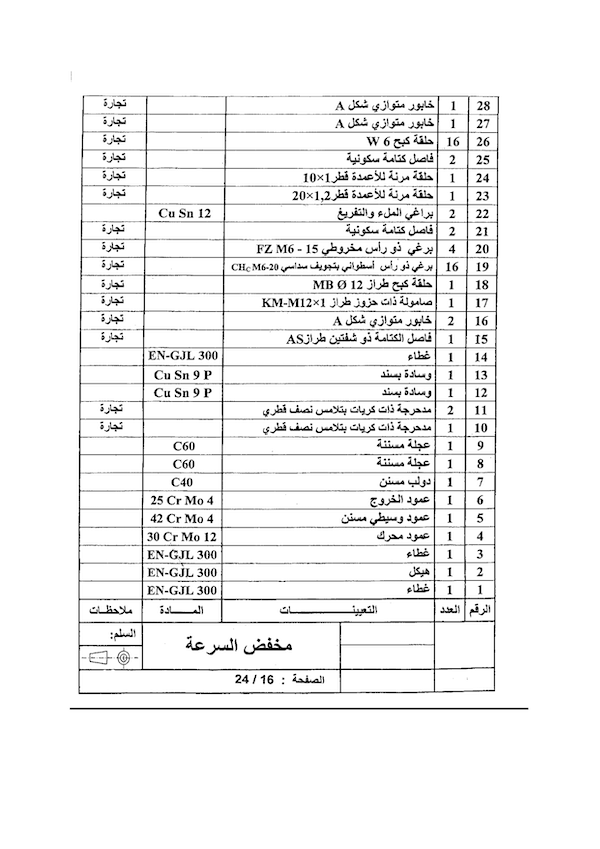 28 1 خابور متوازي شكل A تجارة
27 1 خابور متوازي شكل A تجارة
26 16 حلقة كبح W 6 تجارة
25 2 فاصل كتامة سكونية تجارة
24 1 حلقة مرنة للأعمدة قطر 1×10 تجارة
23 1 حلقة مرنة للأعمدة قطر 1,2×20 تجارة
22 2 براغي الملء والتفريغ Cu Sn 12
21 2 فاصل كتامة سكونية تجارة
20 4 برغي ذو رأس مخروطي FZ M6 - 15 تجارة
19 16 برغي ذو رأس أسطواني بتجويف سداسي CHC M6-20 تجارة
18 1 حلقة كبح طراز MB Ø 12 تجارة
17 1 صامولة ذات حزوز طراز KM-M12×1 تجارة
16 2 خابور متوازي شكل A تجارة
15 1 فاصل الكتامة ذو شفتين طراز AS تجارة
14 1 غطاء EN-GJL 300
13 1 وسادة بسند Cu Sn 9 P
12 1 وسادة بسند Cu Sn 9 P
11 2 مدحرجة ذات كريات بتلامس نصف قطري تجارة
10 1 مدحرجة ذات كريات بتلامس نصف قطري تجارة
9 1 عجلة مسننة C60
8 1 عجلة مسننة C60
7 1 دولب مسنن C40
6 1 عمود الخروج 25 Cr Mo 4
5 1 عمود وسيطي مسنن 42 Cr Mo 4
4 1 عمود محرك 30 Cr Mo 12
3 1 غطاء EN-GJL 300
2 1 هيكل EN-GJL 300
1 1 غطاء EN-GJL 300
الرقم العدد التعيينـــــات المـــادة ملاحظـات
مخفض السرعة
السلم:
الصفحة : 16 / 24